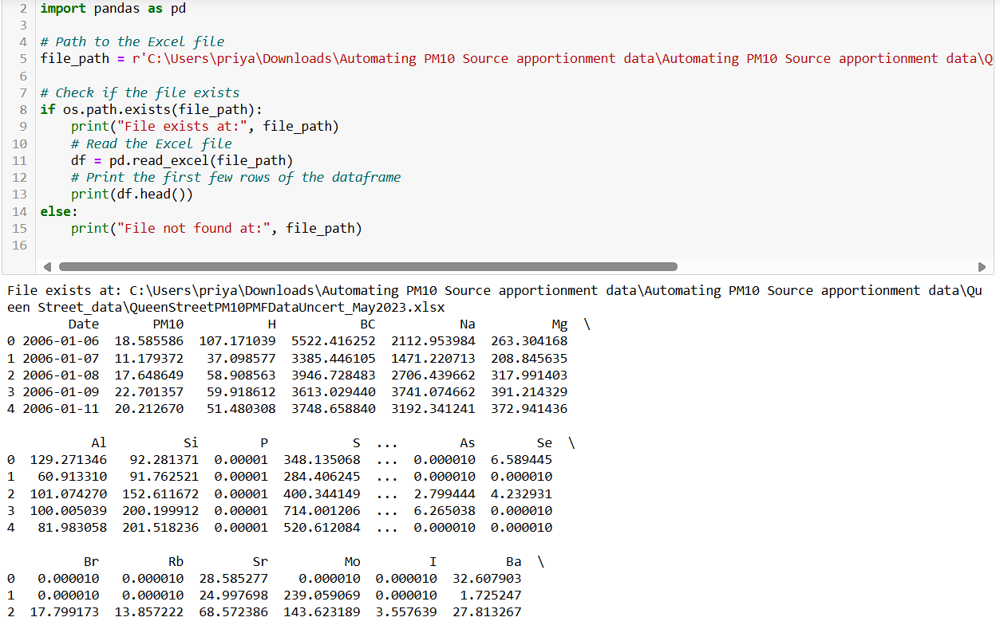 2 import pandas as pd
3
4 # Path to the Excel file
5 file_path = r'C:\Users\priya\Downloads\Automating PM10 Source apportionment data\Automating PM10 Source apportionment data\Q
6
7 # Check if the file exists
8 if os.path.exists(file_path):
9     print("File exists at:", file_path)
10     # Read the Excel file
11     df = pd.read_excel(file_path)
12     # Print the first few rows of the dataframe
13     print(df.head())
14 else:
15     print("File not found at:", file_path)
16
File exists at: C:\Users\priya\Downloads\Automating PM10 Source apportionment data\Automating PM10 Source apportionment data\Qu
een Street_data\QueenStreetPM10PMFDataUncert_May2023.xlsx
        Date       PM10           H           BC           Na          Mg  \
0 2006-01-06  18.585586  107.171039  5522.416252  2112.953984  263.304168
1 2006-01-07  11.179372   37.098577  3385.446105  1471.220713  208.845635
2 2006-01-08  17.648649   58.908563  3946.728483  2706.439662  317.991403
3 2006-01-09  22.701357   59.918612  3613.029440  3741.074662  391.214329
4 2006-01-11  20.212670   51.480308  3748.658840  3192.341241  372.941436
           Al          Si        P           S  ...        As        Se  \
0  129.271346   92.281371  0.00001  348.135068  ...  0.000010  6.589445
1   60.913310   91.762521  0.00001  284.406245  ...  0.000010  0.000010
2  101.074270  152.611672  0.00001  400.344149  ...  2.799444  4.232931
3  100.005039  200.199912  0.00001  714.001206  ...  6.265038  0.000010
4   81.983058  201.518236  0.00001  520.612084  ...  0.000010  0.000010
          Br         Rb         Sr          Mo         I         Ba  \
0   0.000010   0.000010  28.585277    0.000010  0.000010  32.607903
1   0.000010   0.000010  24.997698  239.059069  0.000010   1.725247
2  17.799173  13.857222  68.572386  143.623189  3.557639  27.813267